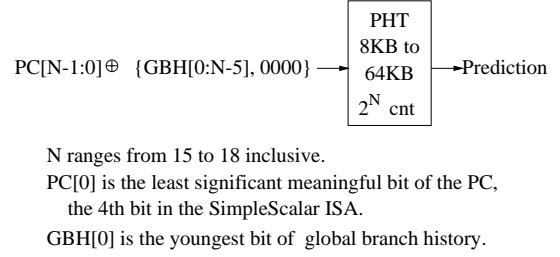 PHT
8KB to
PC[N-1:0]⊕ {GBH[0:N-5], 0000} 64KB Prediction
2^N cnt
N ranges from 15 to 18 inclusive.
PC[0] is the least significant meaningful bit of the PC,
the 4th bit in the SimpleScalar ISA.
GBH[0] is the youngest bit of global branch history.